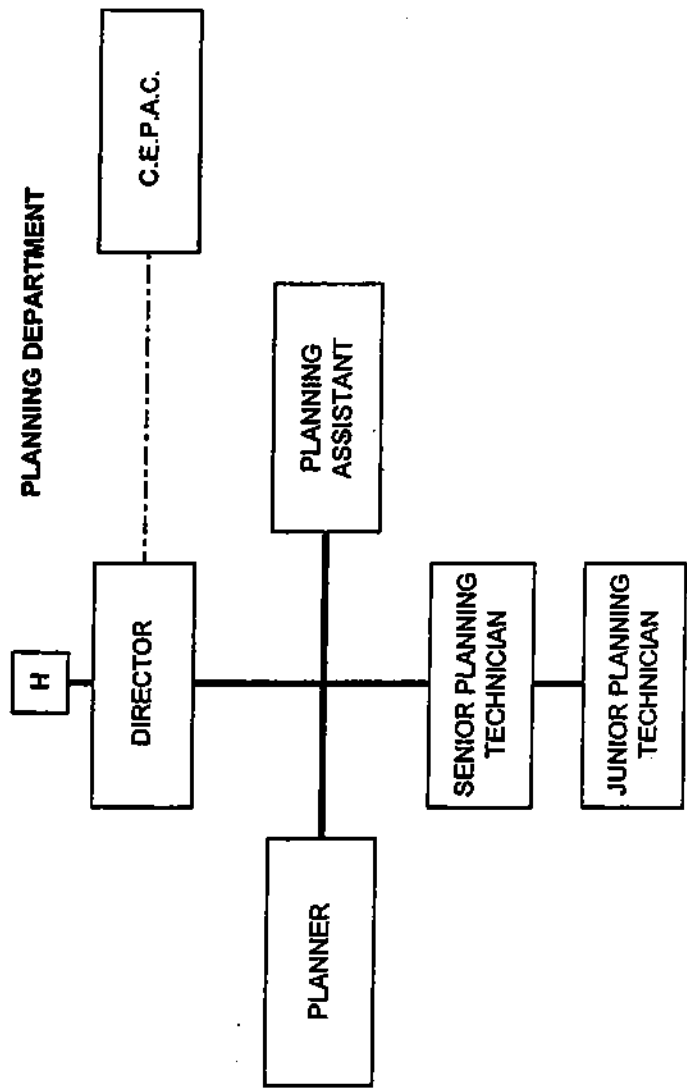 PLANNING DEPARTMENT
H
DIRECTOR
C.E.P.A.C.
PLANNER
PLANNING
ASSISTANT
SENIOR PLANNING
TECHNICIAN
JUNIOR PLANNING
TECHNICIAN